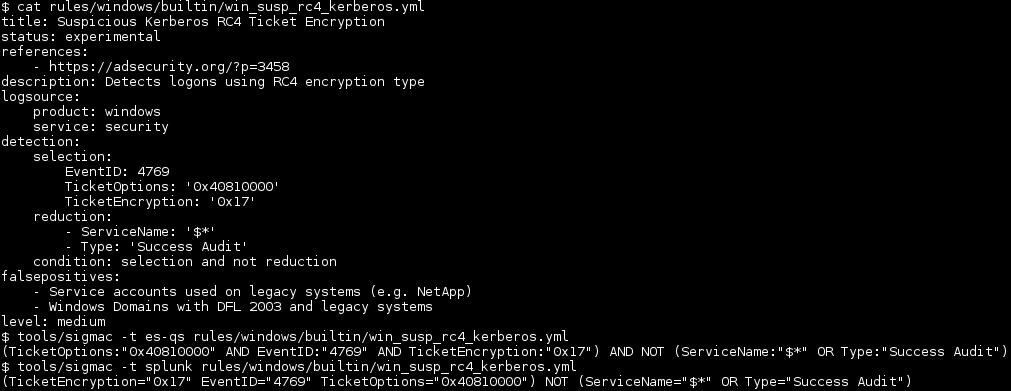 $ cat rules/windows/builtin/win_susp_rc4_kerberos.yml
title: Suspicious Kerberos RC4 Ticket Encryption
status: experimental
references:
    - https://adsecurity.org/?p=3458
description: Detects logons using RC4 encryption type
logsource:
    product: windows
    service: security
detection:
    selection:
        EventID: 4769
        TicketOptions: '0x40810000'
        TicketEncryption: '0x17'
    reduction:
        - ServiceName: '$*'
        - Type: 'Success Audit'
    condition: selection and not reduction
falsepositives:
    - Service accounts used on legacy systems (e.g. NetApp)
    - Windows Domains with DFL 2003 and legacy systems
level: medium
$ tools/sigmac -t es-qs rules/windows/builtin/win_susp_rc4_kerberos.yml
(TicketOptions:"0x40810000" AND EventID:"4769" AND TicketEncryption:"0x17") AND NOT (ServiceName:"$*" OR Type:"Success Audit")
$ tools/sigmac -t splunk rules/windows/builtin/win_susp_rc4_kerberos.yml
(TicketEncryption="0x17" EventID="4769" TicketOptions="0x40810000") NOT (ServiceName="$*" OR Type="Success Audit")